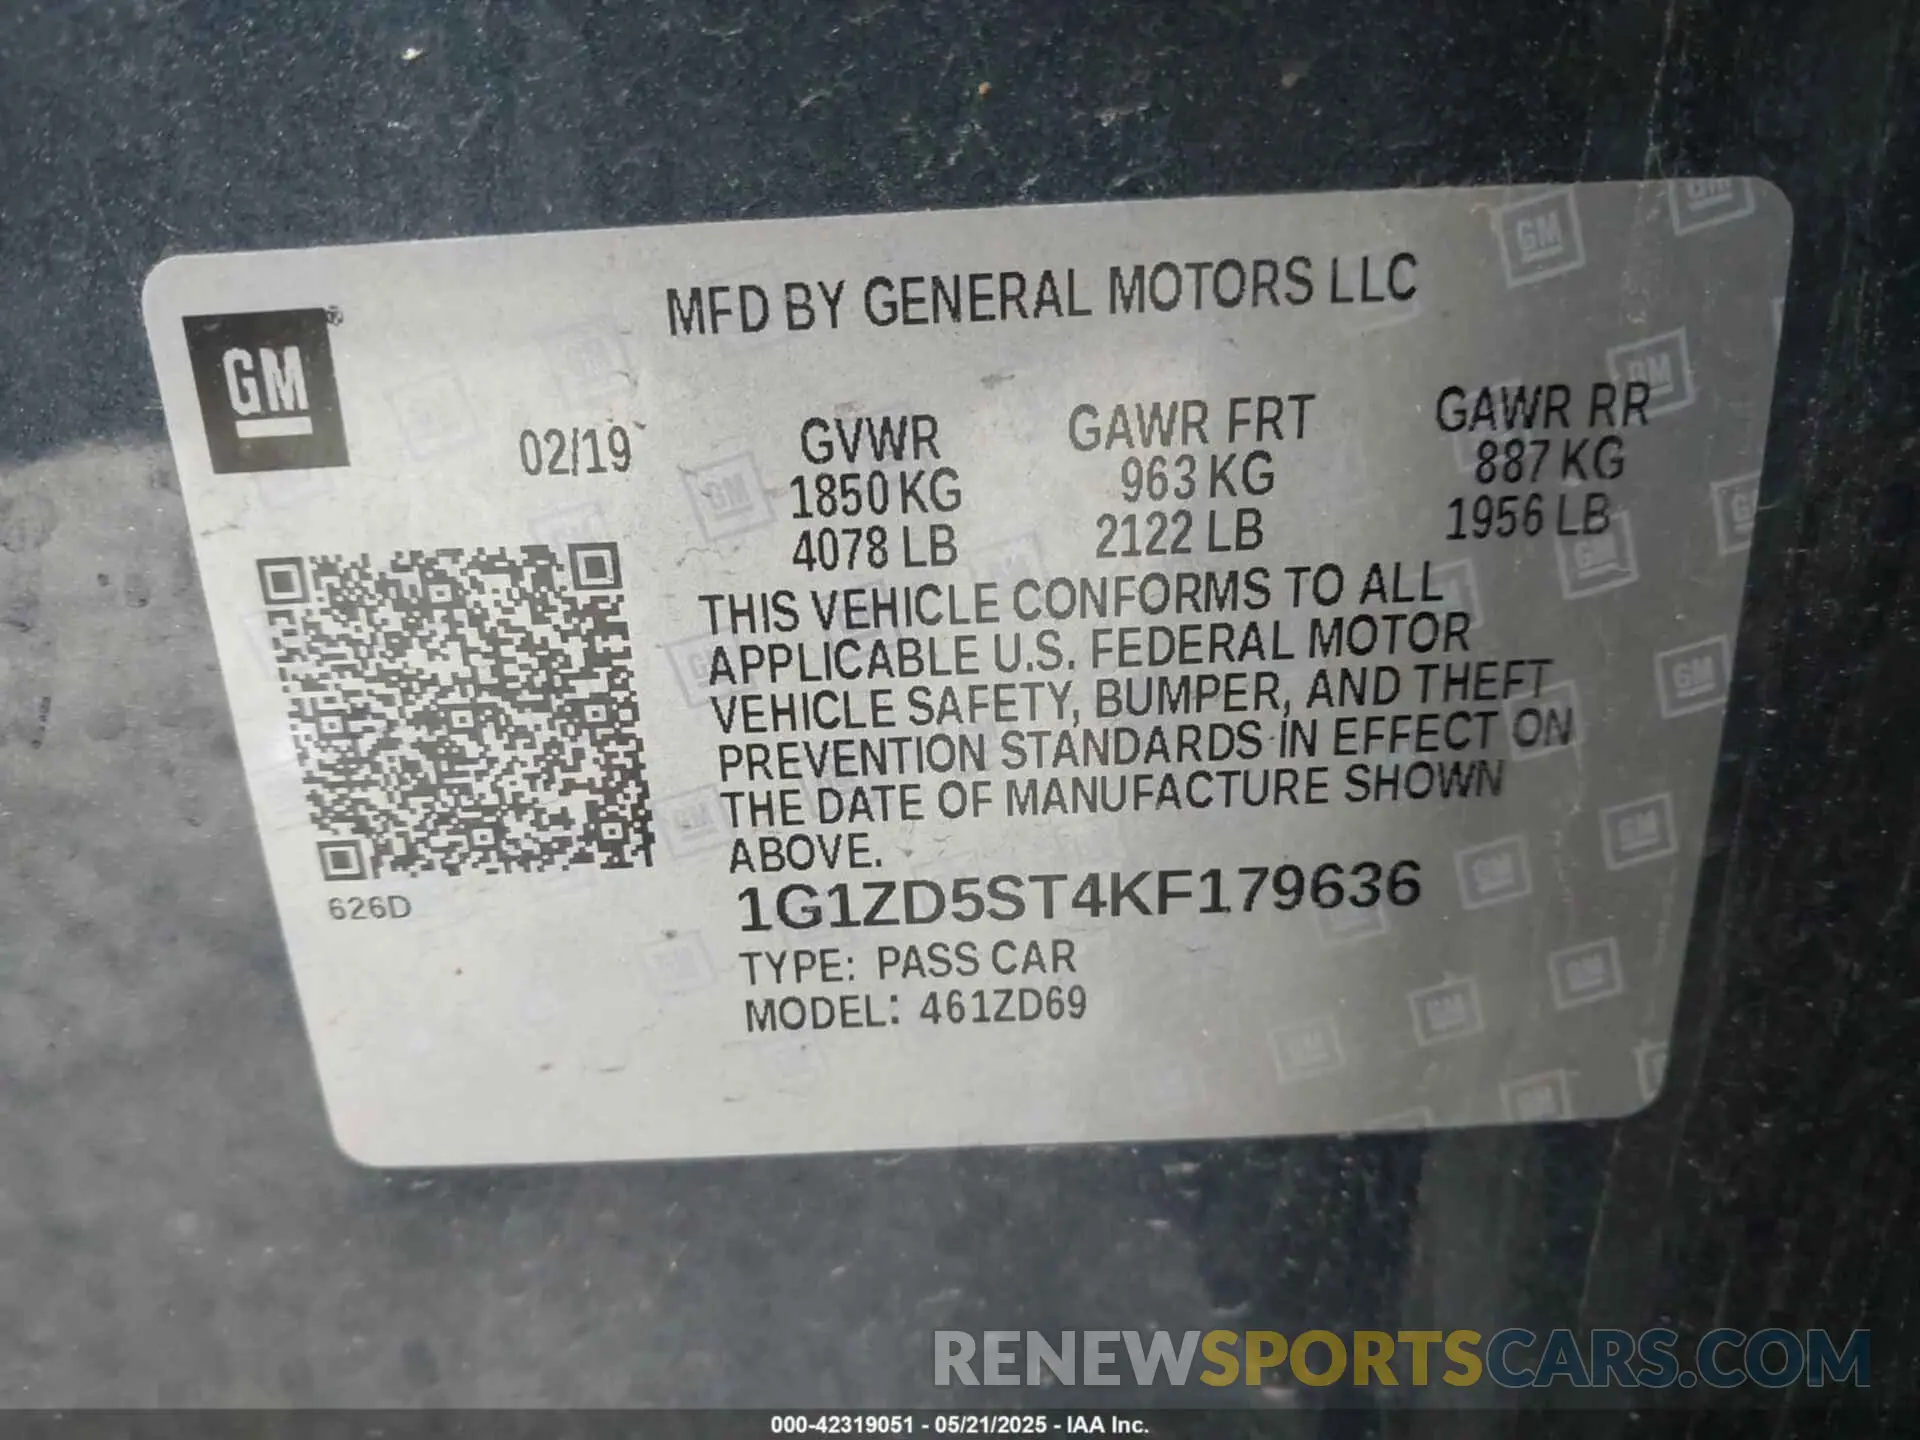 MFD BY GENERAL MOTORS LLC
GM®
02/19
GVWR GAWR FRT GAWR RR
1850 KG 963 KG 887 KG
4078 LB 2122 LB 1956 LB
THIS VEHICLE CONFORMS TO ALL
APPLICABLE U.S. FEDERAL MOTOR
VEHICLE SAFETY, BUMPER, AND THEFT
PREVENTION STANDARDS IN EFFECT ON
THE DATE OF MANUFACTURE SHOWN
ABOVE.
626D
1G1ZD5ST4KF179636
TYPE: PASS CAR
MODEL: 461ZD69
RENEWSPORTSCARS.COM
000-42319051 - 05/21/2025 - IAA Inc.